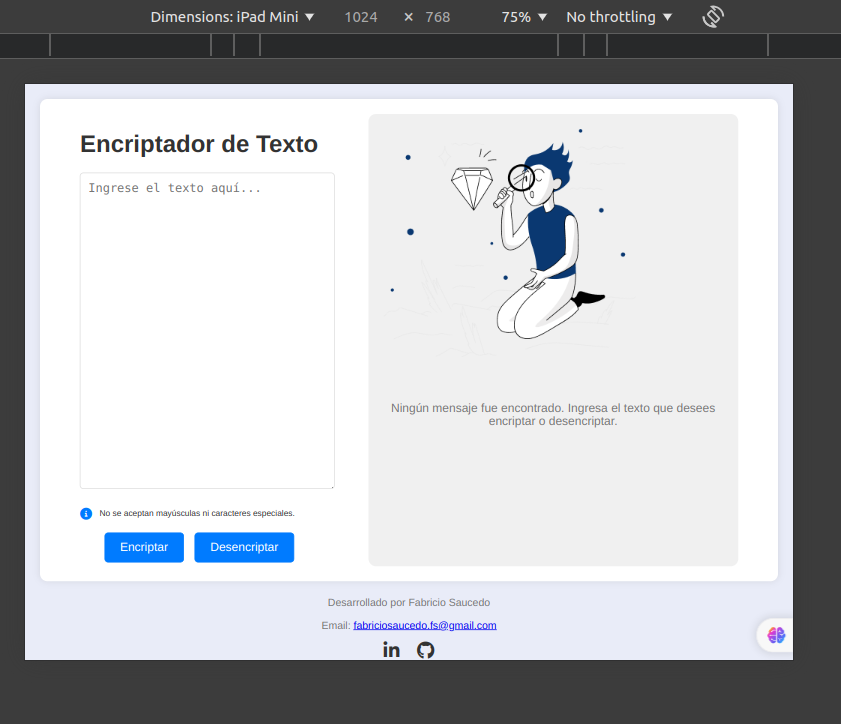 Dimensions: iPad Mini ▼ 1024 × 768 75% ▼ No throttling ▼
Encriptador de Texto
Ingrese el texto aquí...
No se aceptan mayúsculas ni caracteres especiales.
Encriptar Desencriptar
Ningún mensaje fue encontrado. Ingresa el texto que desees
encriptar o desencriptar.
Desarrollado por Fabricio Saucedo
Email: fabriciosaucedo.fs@gmail.com
in